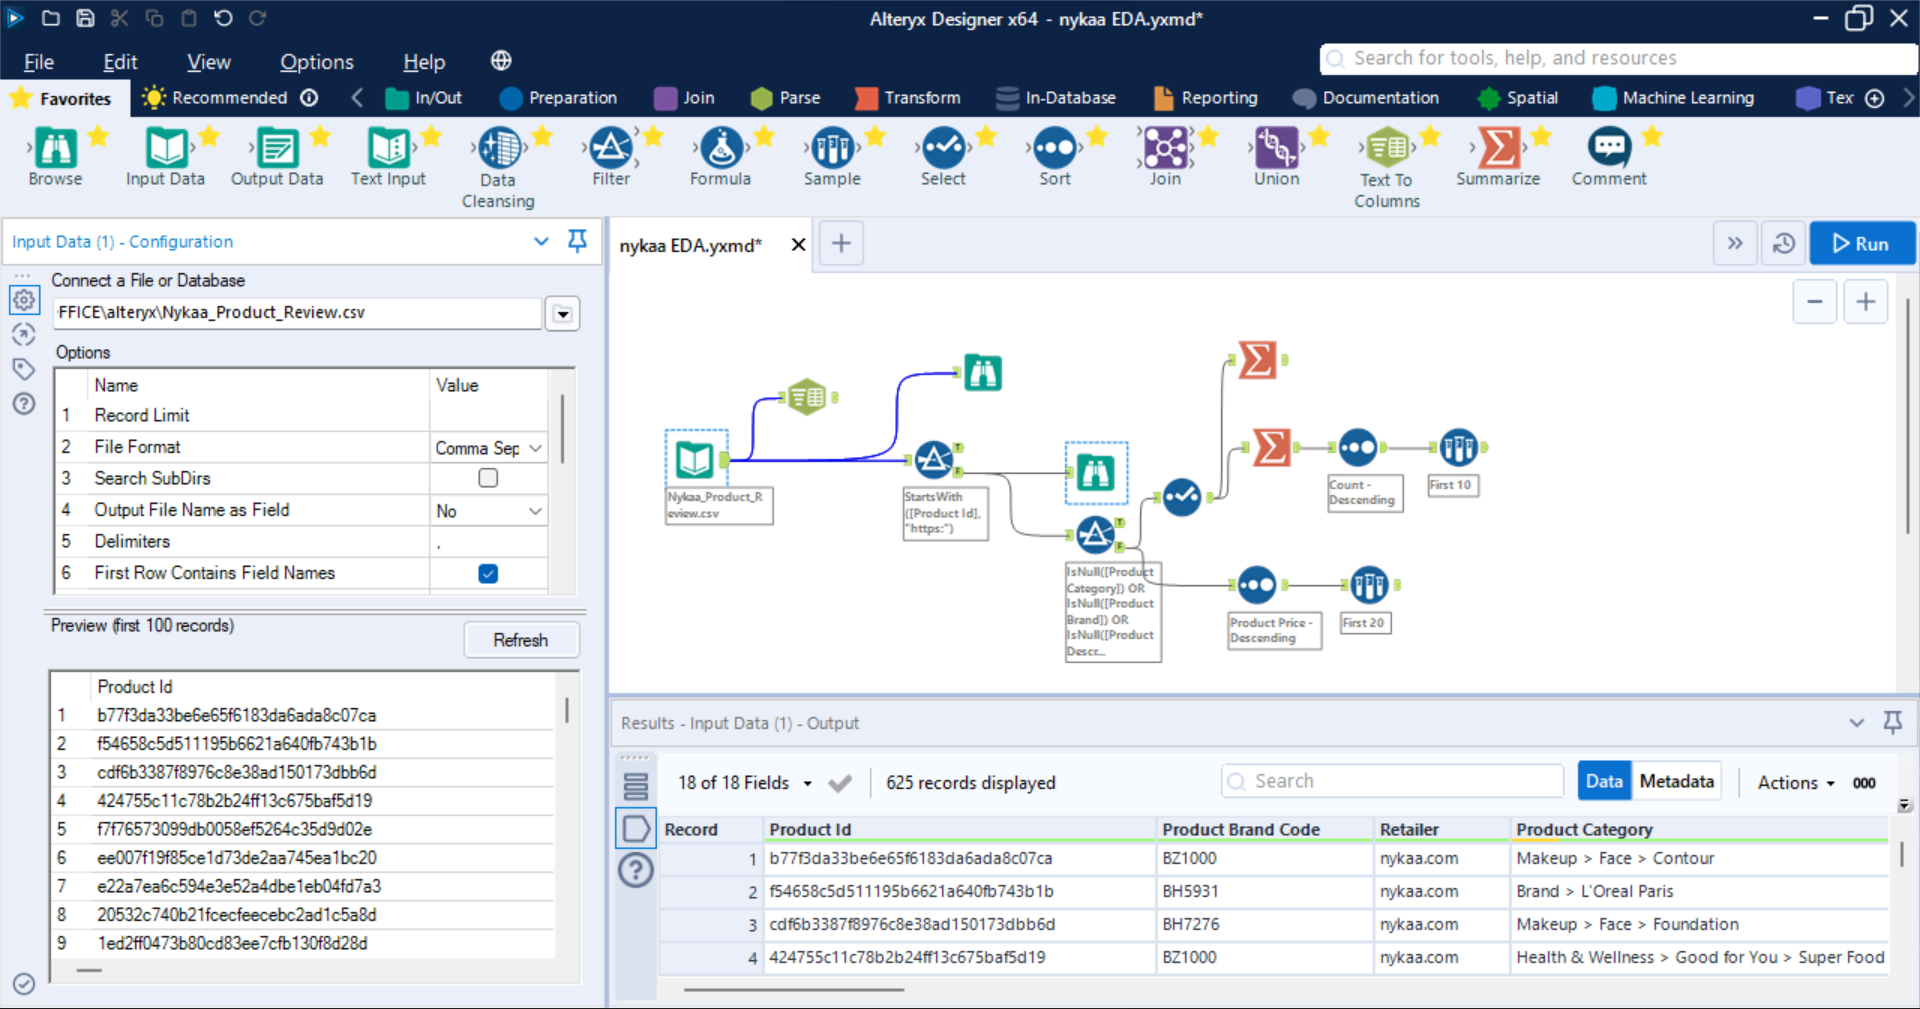 Alteryx Designer x64 - nykaa EDA.yxmd*
File Edit View Options Help
Search for tools, help, and resources
Favorites Recommended In/Out Preparation Join Parse Transform In-Database Reporting Documentation Spatial Machine Learning Tex
Browse Input Data Output Data Text Input Data Cleansing Filter Formula Sample Select Sort Join Union Text To Columns Summarize Comment
Input Data (1) - Configuration
Connect a File or Database
FFICE\alteryx\Nykaa_Product_Review.csv
Options
Name Value
1 Record Limit
2 File Format Comma Sep
3 Search SubDirs
4 Output File Name as Field No
5 Delimiters ,
6 First Row Contains Field Names
Preview (first 100 records)
Refresh
Product Id
1 b77f3da33be6e65f6183da6ada8c07ca
2 f54658c5d511195b6621a640fb743b1b
3 cdf6b3387f8976c8e38ad150173dbb6d
4 424755c11c78b2b24ff13c675baf5d19
5 f7f76573099db0058ef5264c35d9d02e
6 ee007f19f85ce1d73de2aa745ea1bc20
7 e22a7ea6c594e3e52a4dbe1eb04fd7a3
8 20532c740b21fcecfeecebc2ad1c5a8d
9 1ed2ff0473b80cd83ee7cfb130f8d28d
nykaa EDA.yxmd*
Run
Nykaa_Product_R
eview.csv
StartsWith
([Product Id],
"https:")
T
F
T
F
IsNull([Product
Category]) OR
IsNull([Product
Brand]) OR
IsNull([Product
Descr...
Count -
Descending
First 10
Product Price -
Descending
First 20
Results - Input Data (1) - Output
18 of 18 Fields 625 records displayed Search Data Metadata Actions 000
Record Product Id Product Brand Code Retailer Product Category
1 b77f3da33be6e65f6183da6ada8c07ca BZ1000 nykaa.com Makeup > Face > Contour
2 f54658c5d511195b6621a640fb743b1b BH5931 nykaa.com Brand > L'Oreal Paris
3 cdf6b3387f8976c8e38ad150173dbb6d BH7276 nykaa.com Makeup > Face > Foundation
4 424755c11c78b2b24ff13c675baf5d19 BZ1000 nykaa.com Health & Wellness > Good for You > Super Food